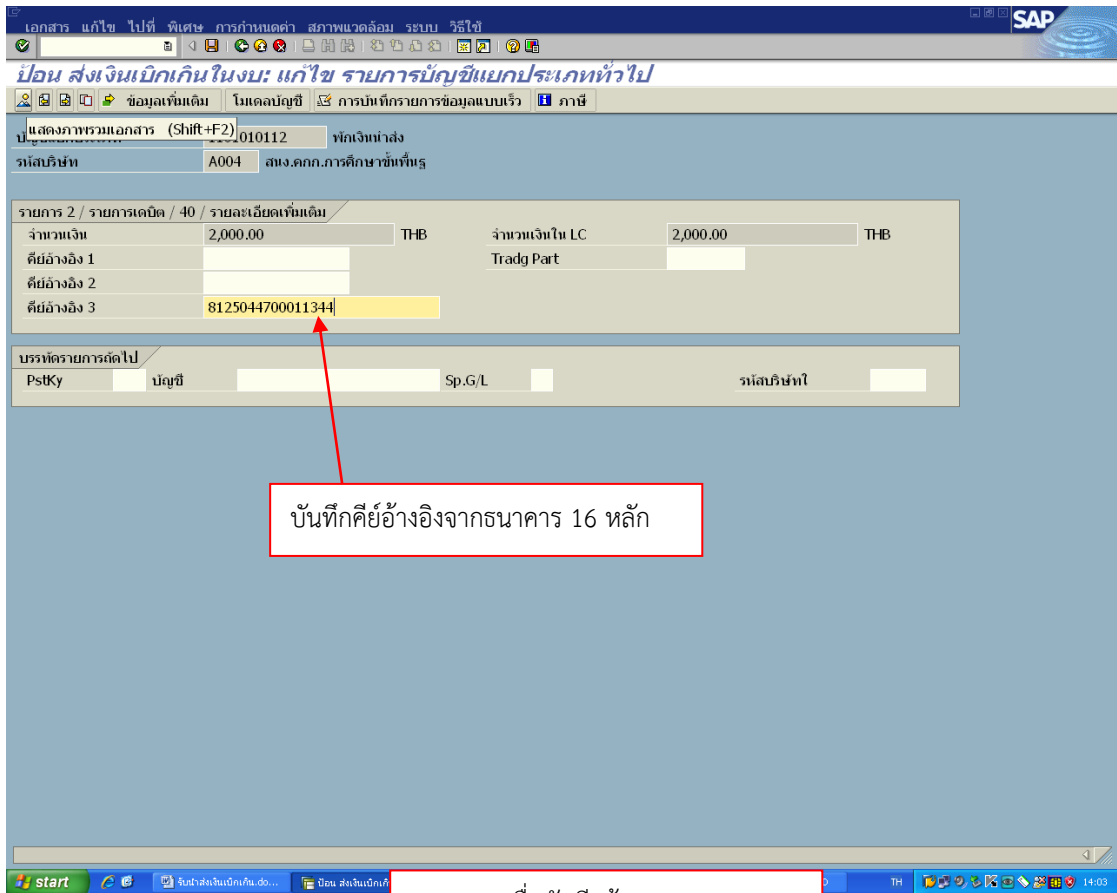 เอกสาร แก้ไข ไปที่ พิเศษ การกำหนดค่า สภาพแวดล้อม ระบบ วิธีใช้
SAP
ป้อน ส่งเงินเบิกเกินในงบ: แก้ไข รายการบัญชีแยกประเภททั่วไป
ข้อมูลเพิ่มเติม โมเดลบัญชี การบันทึกรายการข้อมูลแบบเร็ว ภาษี
แสดงภาพรวมเอกสาร (Shift+F2)
010112 พักเงินนำส่ง
รหัสบริษัท A004 สนง.คกก.การศึกษาขั้นพื้นฐ
รายการ 2 / รายการเดบิต / 40 / รายละเอียดเพิ่มเติม
จำนวนเงิน 2,000.00 THB จำนวนเงินใน LC 2,000.00 THB
คีย์อ้างอิง 1 Tradg Part
คีย์อ้างอิง 2
คีย์อ้างอิง 3 8125044700011344
บรรทัดรายการถัดไป
PstKy บัญชี Sp.G/L รหัสบริษัทใ
บันทึกคีย์อ้างอิงจากธนาคาร 16 หลัก
start รับนำส่งเงินเบิกเกิน.do... ป้อน ส่งเงินเบิกเกิ TH 14:03